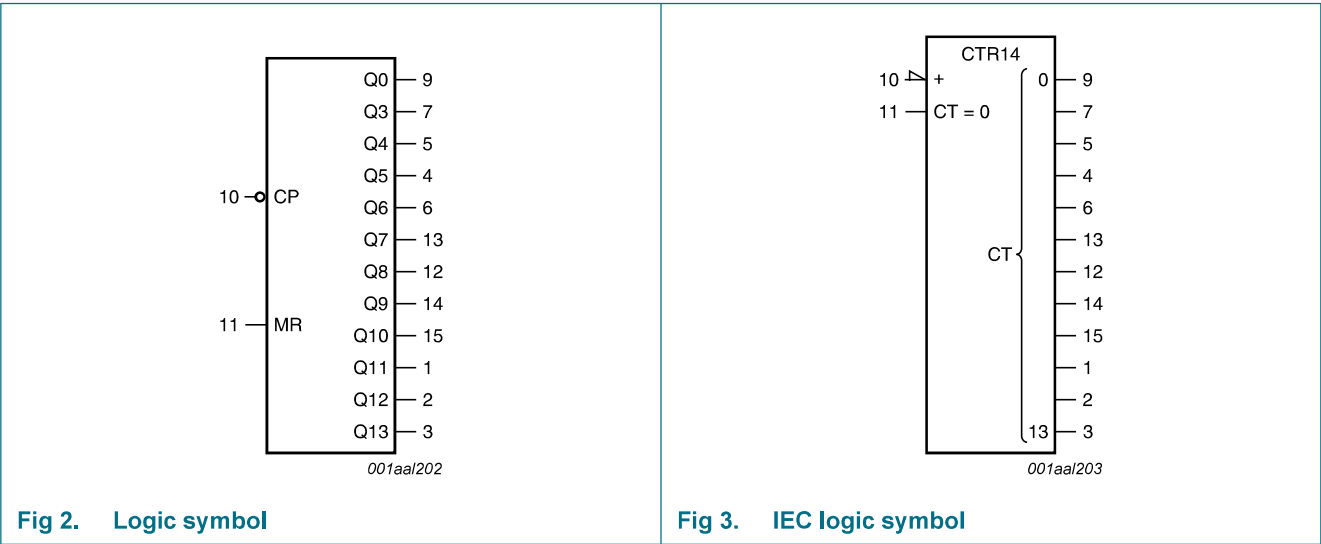 Q0 9
Q3 7
Q4 5
Q5 4
Q6 6
10 CP
Q7 13
Q8 12
Q9 14
11 MR
Q10 15
Q11 1
Q12 2
Q13 3
001aal202
Fig 2. Logic symbol
CTR14
10 + 0 9
11 CT = 0 7
5
4
6
13
CT
12
14
15
1
2
13 3
001aal203
Fig 3. IEC logic symbol